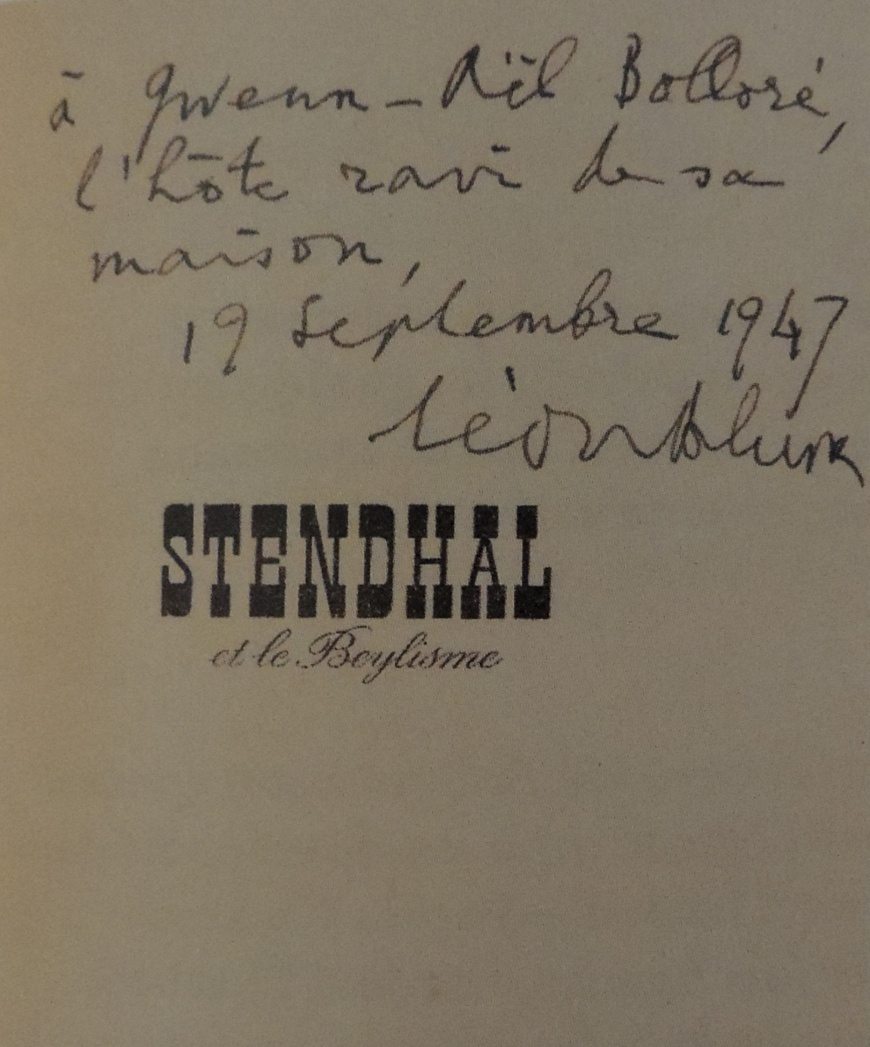 à Gwenn-Aël Bolloré,
l'hôte ravi de sa
maison,
19 Septembre 1947
Léon Blum
STENDHAL
et le Beylisme